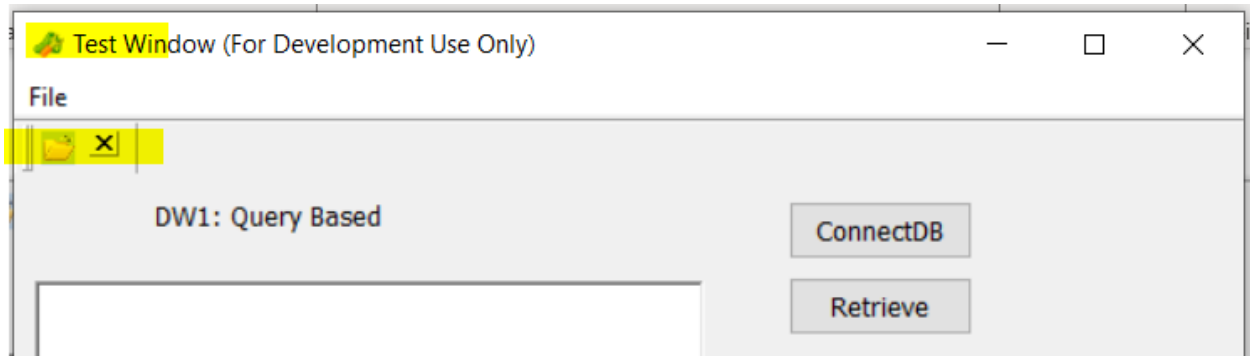 Test Window (For Development Use Only)
File
DW1: Query Based
ConnectDB
Retrieve